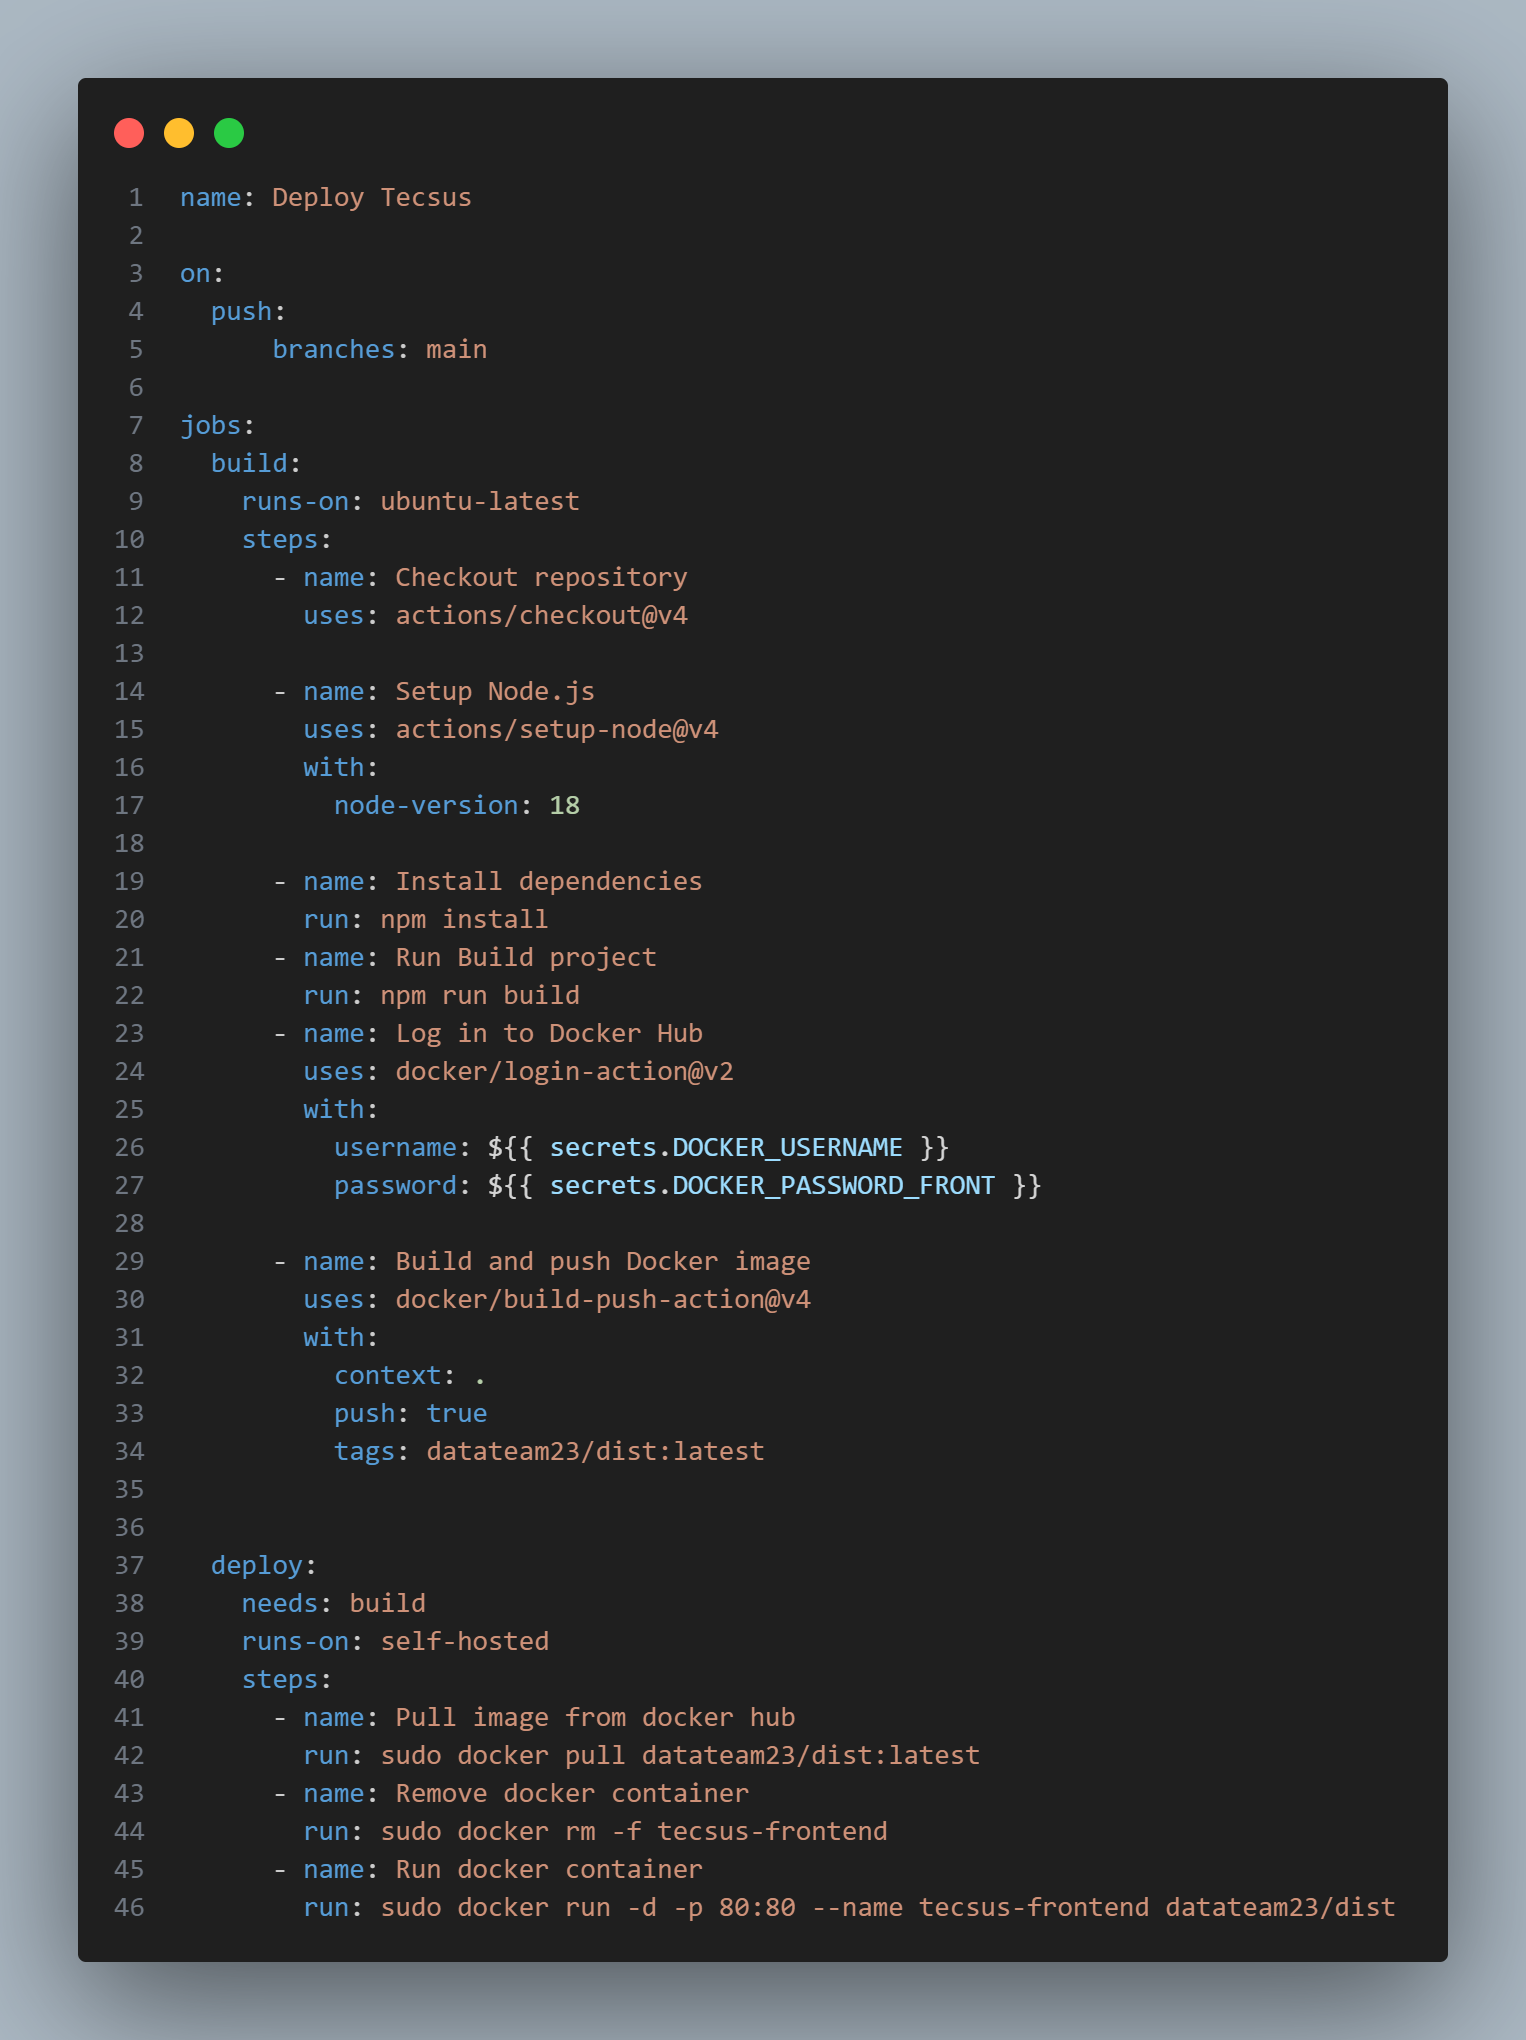 1 name: Deploy Tecsus
2
3 on:
4   push:
5       branches: main
6
7 jobs:
8   build:
9     runs-on: ubuntu-latest
10     steps:
11       - name: Checkout repository
12         uses: actions/checkout@v4
13
14       - name: Setup Node.js
15         uses: actions/setup-node@v4
16         with:
17           node-version: 18
18
19       - name: Install dependencies
20         run: npm install
21       - name: Run Build project
22         run: npm run build
23       - name: Log in to Docker Hub
24         uses: docker/login-action@v2
25         with:
26           username: ${{ secrets.DOCKER_USERNAME }}
27           password: ${{ secrets.DOCKER_PASSWORD_FRONT }}
28
29       - name: Build and push Docker image
30         uses: docker/build-push-action@v4
31         with:
32           context: .
33           push: true
34           tags: datateam23/dist:latest
35
36
37   deploy:
38     needs: build
39     runs-on: self-hosted
40     steps:
41       - name: Pull image from docker hub
42         run: sudo docker pull datateam23/dist:latest
43       - name: Remove docker container
44         run: sudo docker rm -f tecsus-frontend
45       - name: Run docker container
46         run: sudo docker run -d -p 80:80 --name tecsus-frontend datateam23/dist